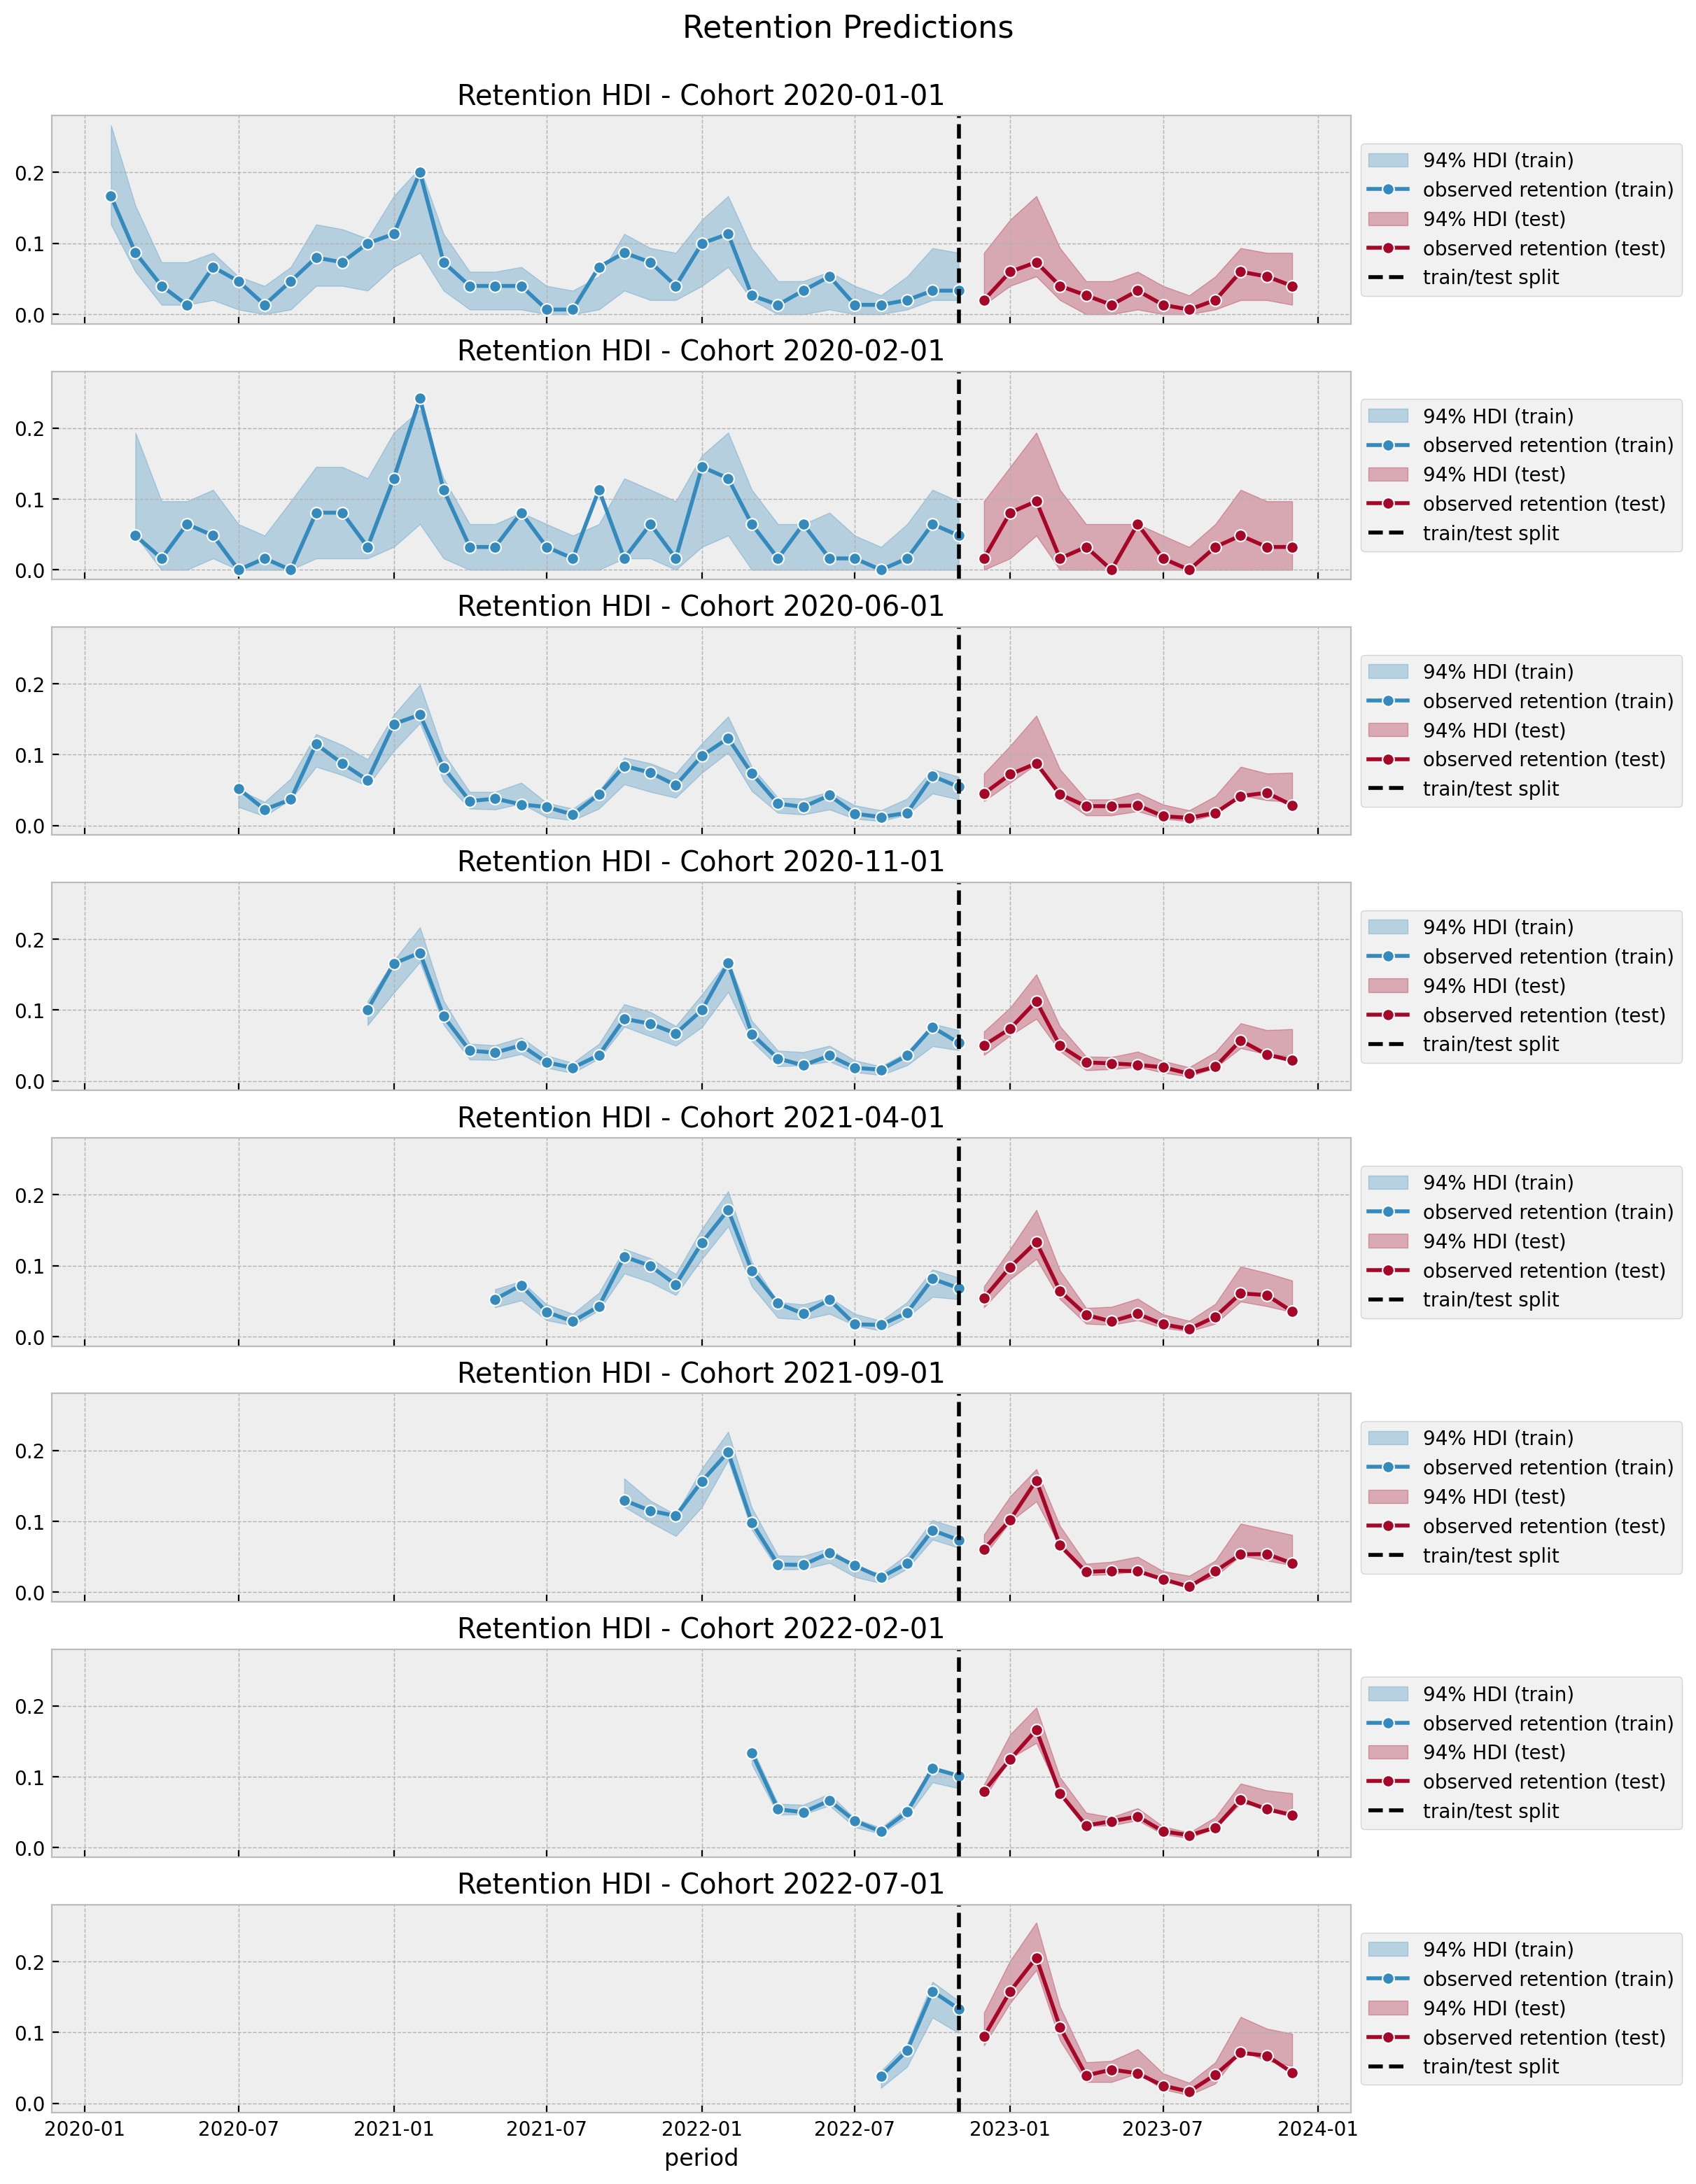 Retention Predictions
Retention HDI - Cohort 2020-01-01
0.2
0.1
0.0
94% HDI (train)
observed retention (train)
94% HDI (test)
observed retention (test)
train/test split
Retention HDI - Cohort 2020-02-01
0.2
0.1
0.0
94% HDI (train)
observed retention (train)
94% HDI (test)
observed retention (test)
train/test split
Retention HDI - Cohort 2020-06-01
0.2
0.1
0.0
94% HDI (train)
observed retention (train)
94% HDI (test)
observed retention (test)
train/test split
Retention HDI - Cohort 2020-11-01
0.2
0.1
0.0
94% HDI (train)
observed retention (train)
94% HDI (test)
observed retention (test)
train/test split
Retention HDI - Cohort 2021-04-01
0.2
0.1
0.0
94% HDI (train)
observed retention (train)
94% HDI (test)
observed retention (test)
train/test split
Retention HDI - Cohort 2021-09-01
0.2
0.1
0.0
94% HDI (train)
observed retention (train)
94% HDI (test)
observed retention (test)
train/test split
Retention HDI - Cohort 2022-02-01
0.2
0.1
0.0
94% HDI (train)
observed retention (train)
94% HDI (test)
observed retention (test)
train/test split
Retention HDI - Cohort 2022-07-01
0.2
0.1
0.0
94% HDI (train)
observed retention (train)
94% HDI (test)
observed retention (test)
train/test split
2020-01 2020-07 2021-01 2021-07 2022-01 2022-07 2023-01 2023-07 2024-01
period